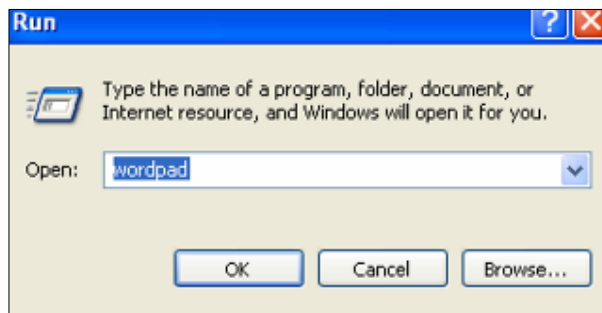 Run
Type the name of a program, folder, document, or
Internet resource, and Windows will open it for you.
Open: wordpad
OK Cancel Browse...